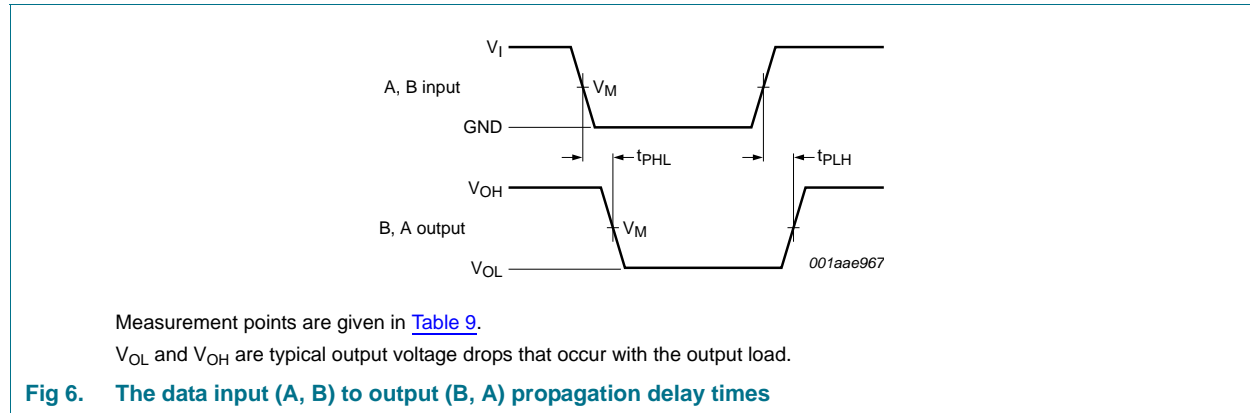 VI
A, B input
VM
GND
tPHL
tPLH
VOH
B, A output
VM
VOL
001aae967
Measurement points are given in Table 9.
VOL and VOH are typical output voltage drops that occur with the output load.
Fig 6. The data input (A, B) to output (B, A) propagation delay times